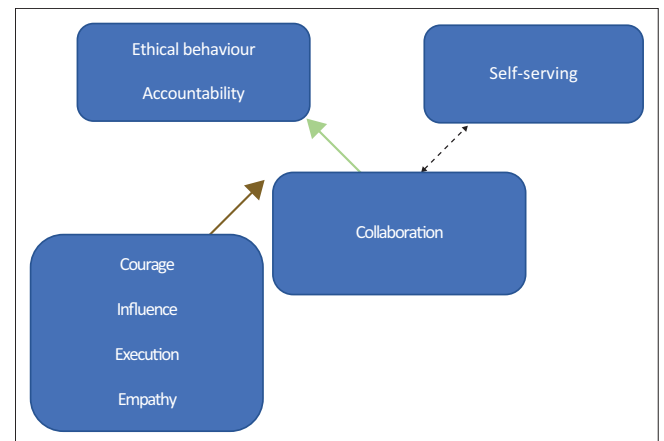 Ethical behaviour
Accountability
Self-serving
Collaboration
Courage
Influence
Execution
Empathy